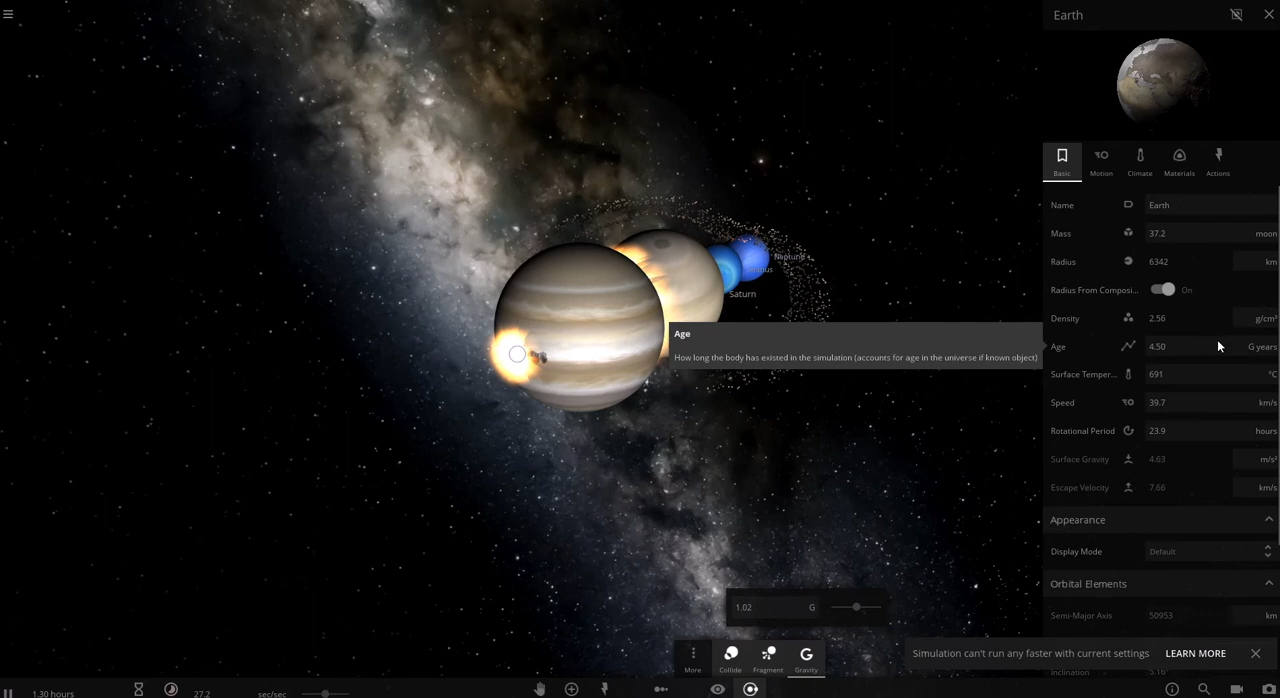 Earth
Basic
Motion
Climate
Materials
Actions
Name
Earth
Mass
37.2
moon
Radius
6342
km
Radius From Composi...
On
Density
2.56
g/cm³
Age
4.50
G years
Surface Temper...
691
°C
Speed
39.7
km/s
Rotational Period
23.9
hours
Surface Gravity
4.63
m/s²
Escape Velocity
7.66
km/s
Appearance
Display Mode
Default
Orbital Elements
Semi-Major Axis
50953
km
Inclination
Neptune
Saturn
Age
How long the body has existed in the simulation (accounts for age in the universe if known object)
1.02
G
More
Collide
Fragment
Gravity
Simulation can't run any faster with current settings
LEARN MORE
1.30 hours
27.2
sec/sec